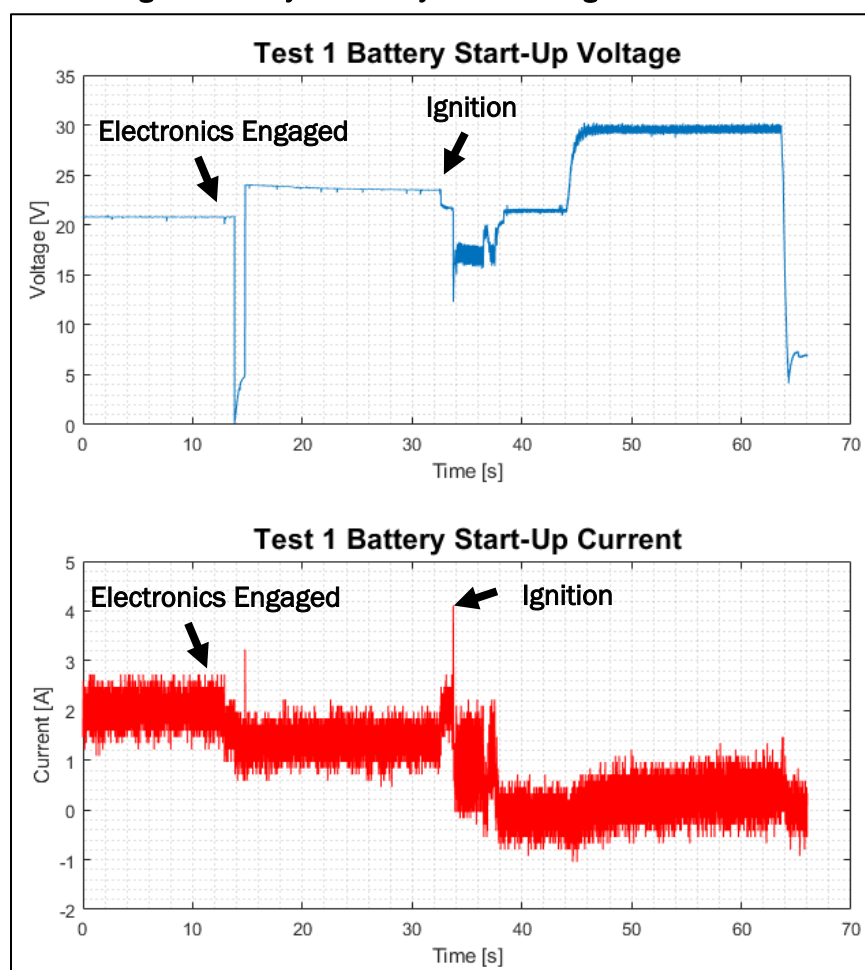 Test 1 Battery Start-Up Voltage
Electronics Engaged
Ignition
Voltage [V]
35
30
25
20
15
10
5
0
0 10 20 30 40 50 60 70
Time [s]
Test 1 Battery Start-Up Current
Electronics Engaged
Ignition
Current [A]
5
4
3
2
1
0
-1
-2
0 10 20 30 40 50 60 70
Time [s]